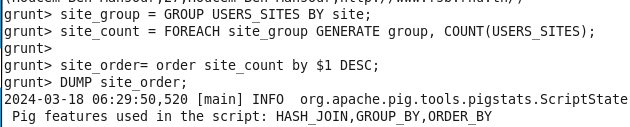 grunt> site_group = GROUP USERS_SITES BY site;
grunt> site_count = FOREACH site_group GENERATE group, COUNT(USERS_SITES);
grunt>
grunt> site_order= order site_count by $1 DESC;
grunt> DUMP site_order;
2024-03-18 06:29:50,520 [main] INFO  org.apache.pig.tools.pigstats.ScriptState
 Pig features used in the script: HASH_JOIN,GROUP_BY,ORDER_BY